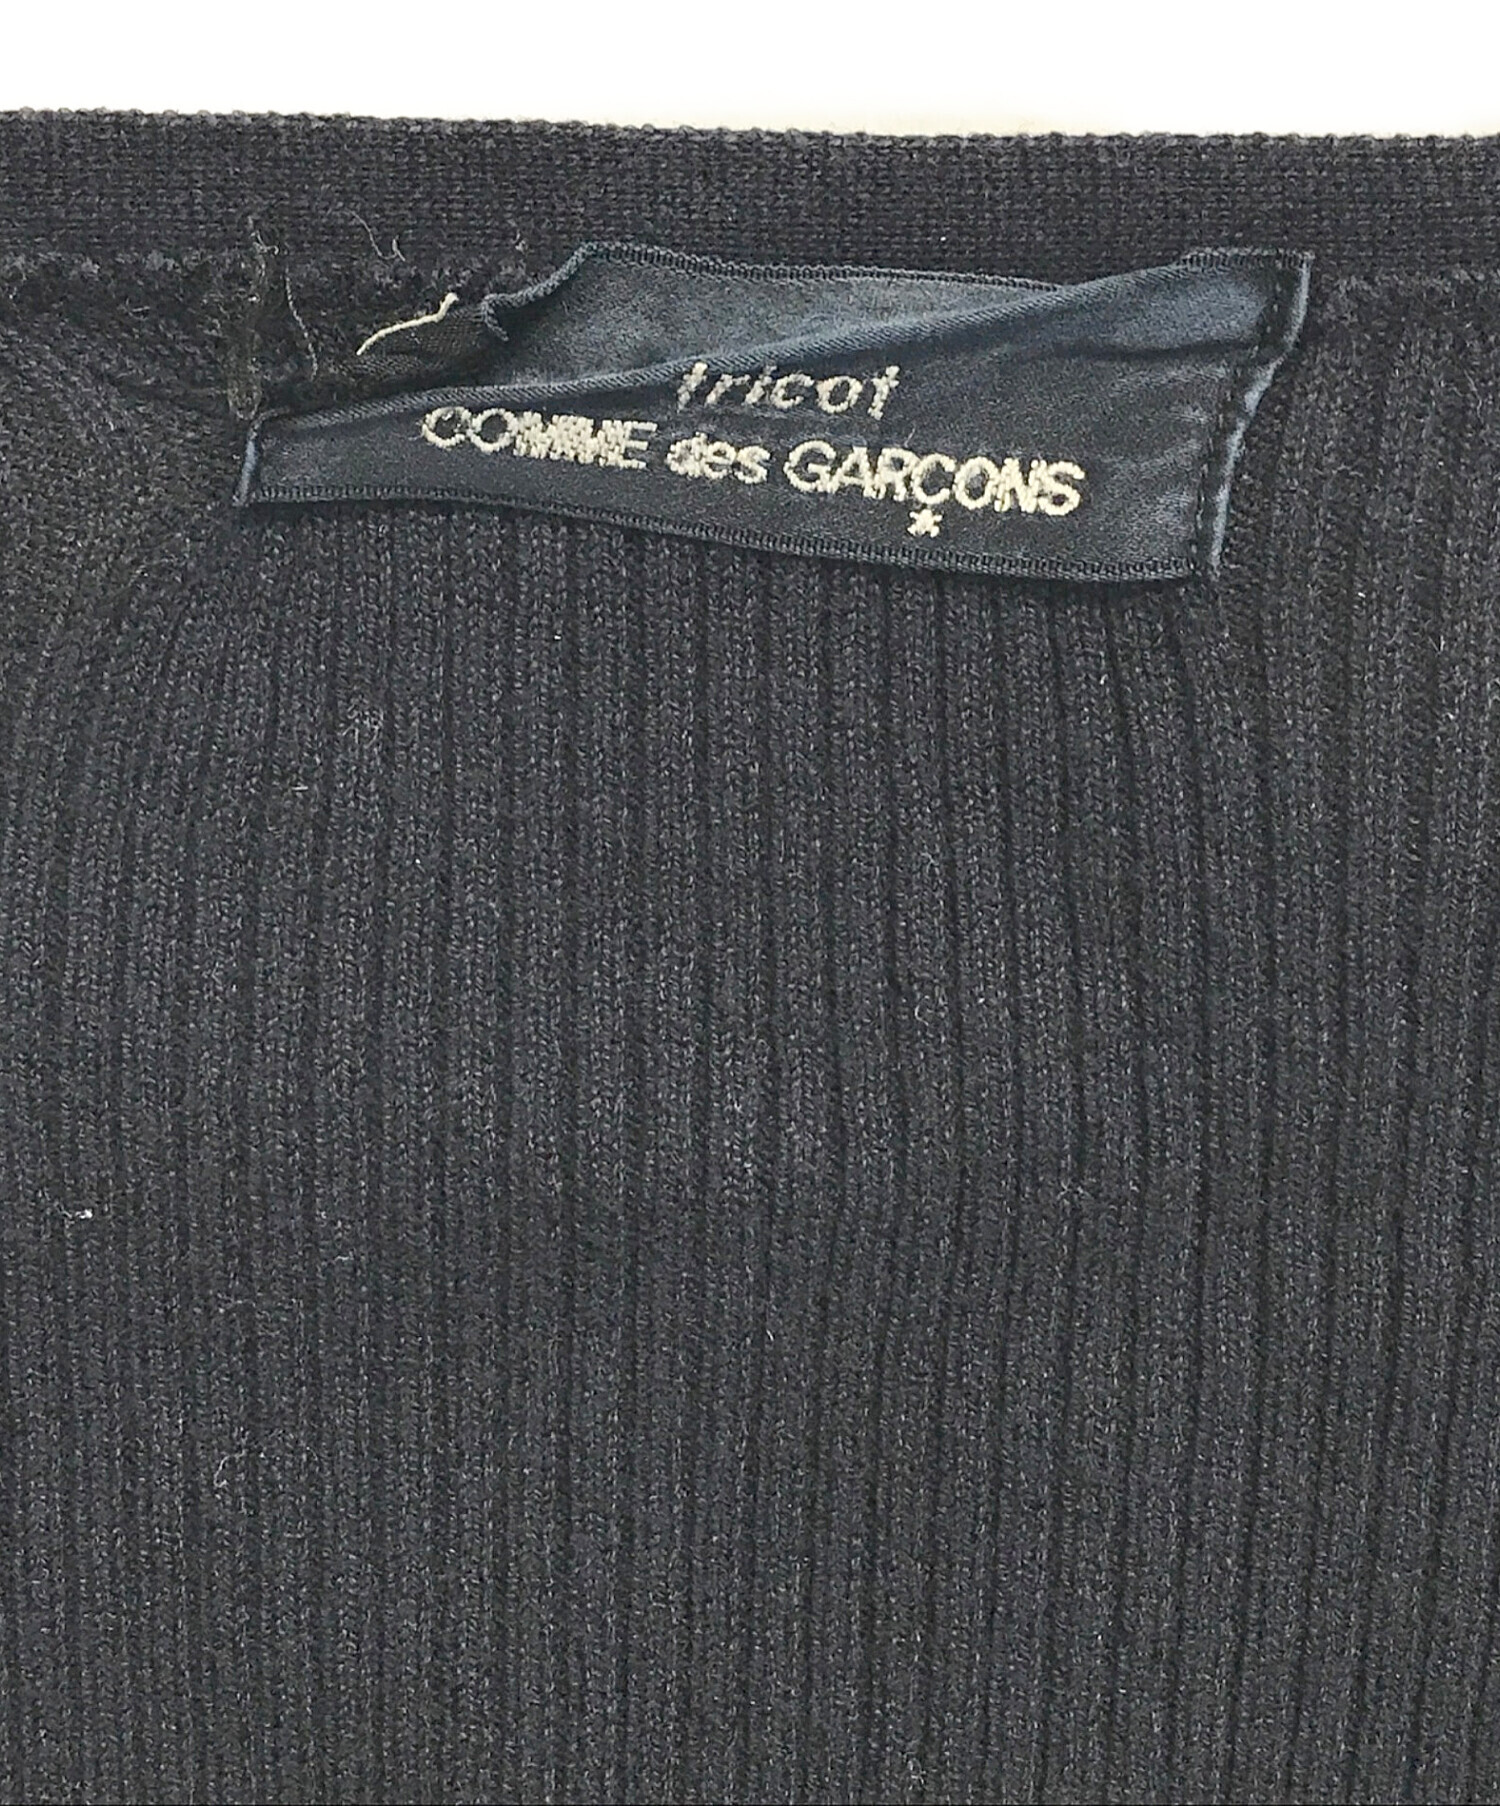 tricot
COMME des GARÇONS
*